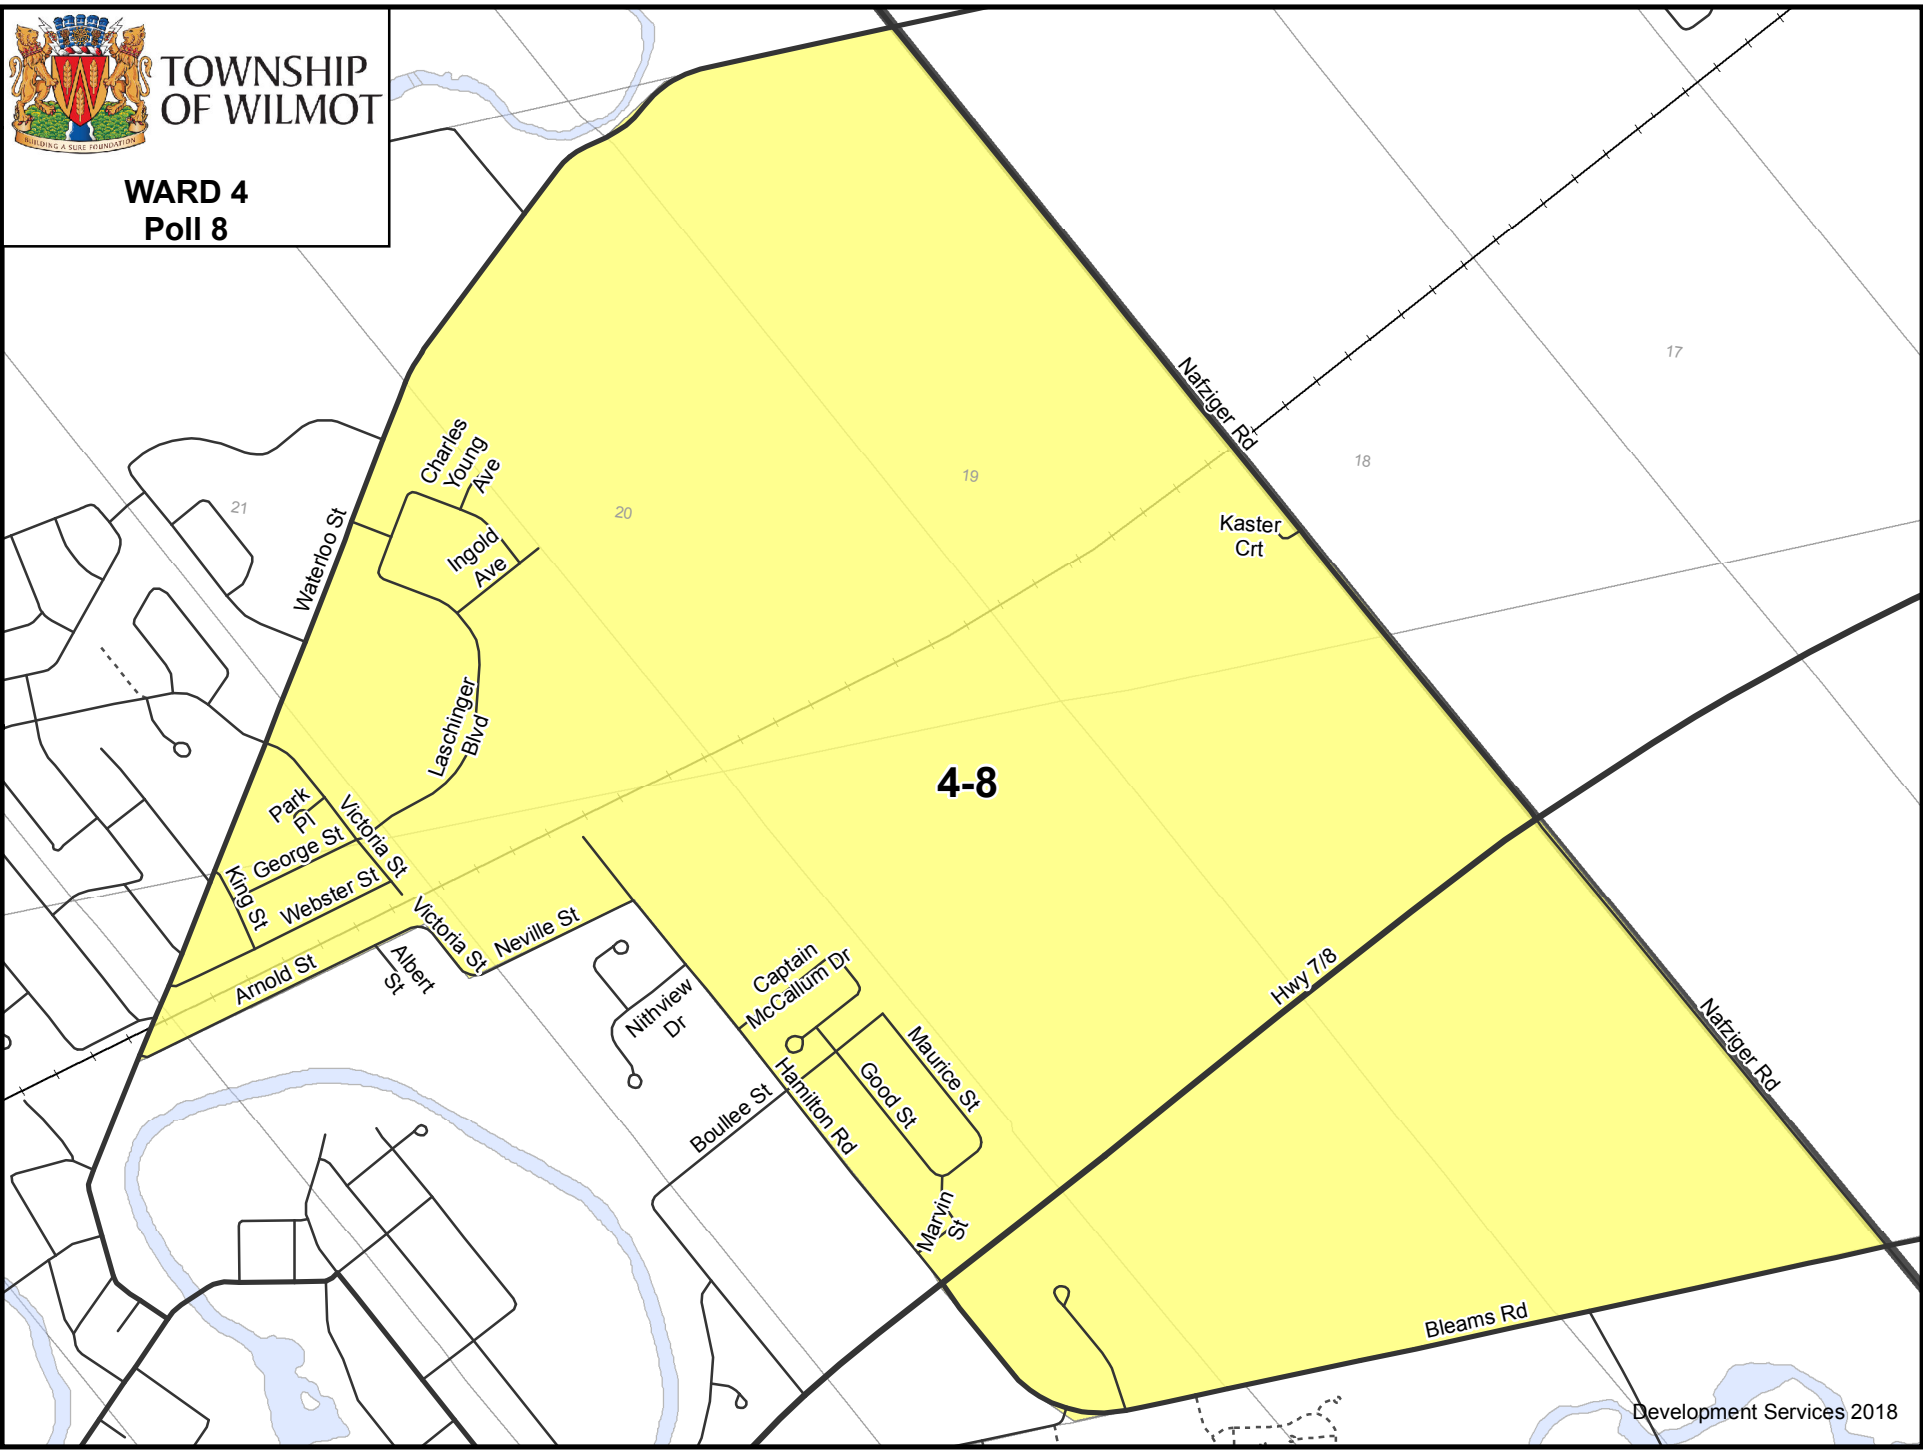 TOWNSHIP
OF WILMOT
BUILDING A SURE FOUNDATION
WARD 4
Poll 8
Nafziger Rd
17
18
19
20
21
Charles
Young
Ave
Waterloo St
Ingold
Ave
Kaster
Crt
Laschinger
Blvd
4-8
Park
Pl
Victoria St
George St
King St
Webster St
Victoria St
Neville St
Arnold St
Albert
St
Captain
McCallum Dr
Nithview
Dr
Hwy 7/8
Maurice St
Good St
Hamilton Rd
Boullee St
Nafziger Rd
Marvin
St
Bleams Rd
Development Services 2018